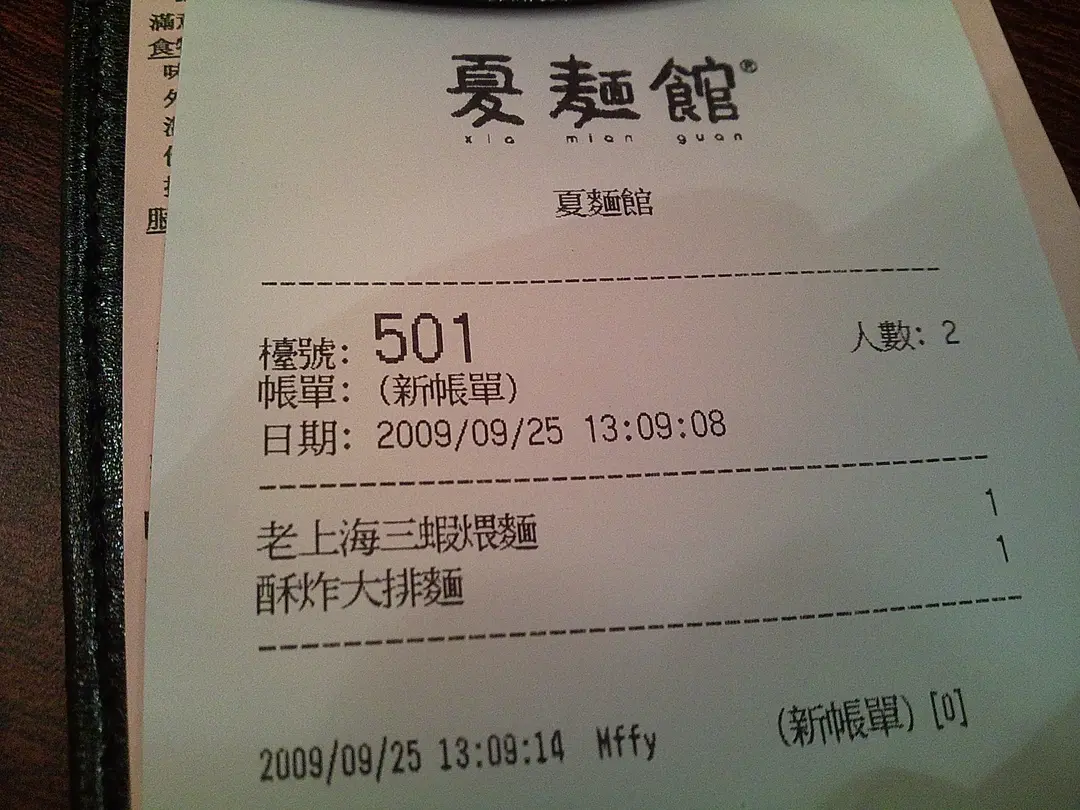 夏麵館®
xia mian guan
夏麵館
檯號: 501 人數: 2
帳單: (新帳單)
日期: 2009/09/25 13:09:08
老上海三蝦煨麵 1
酥炸大排麵 1
(新帳單) [0]
2009/09/25 13:09:14 Mffy